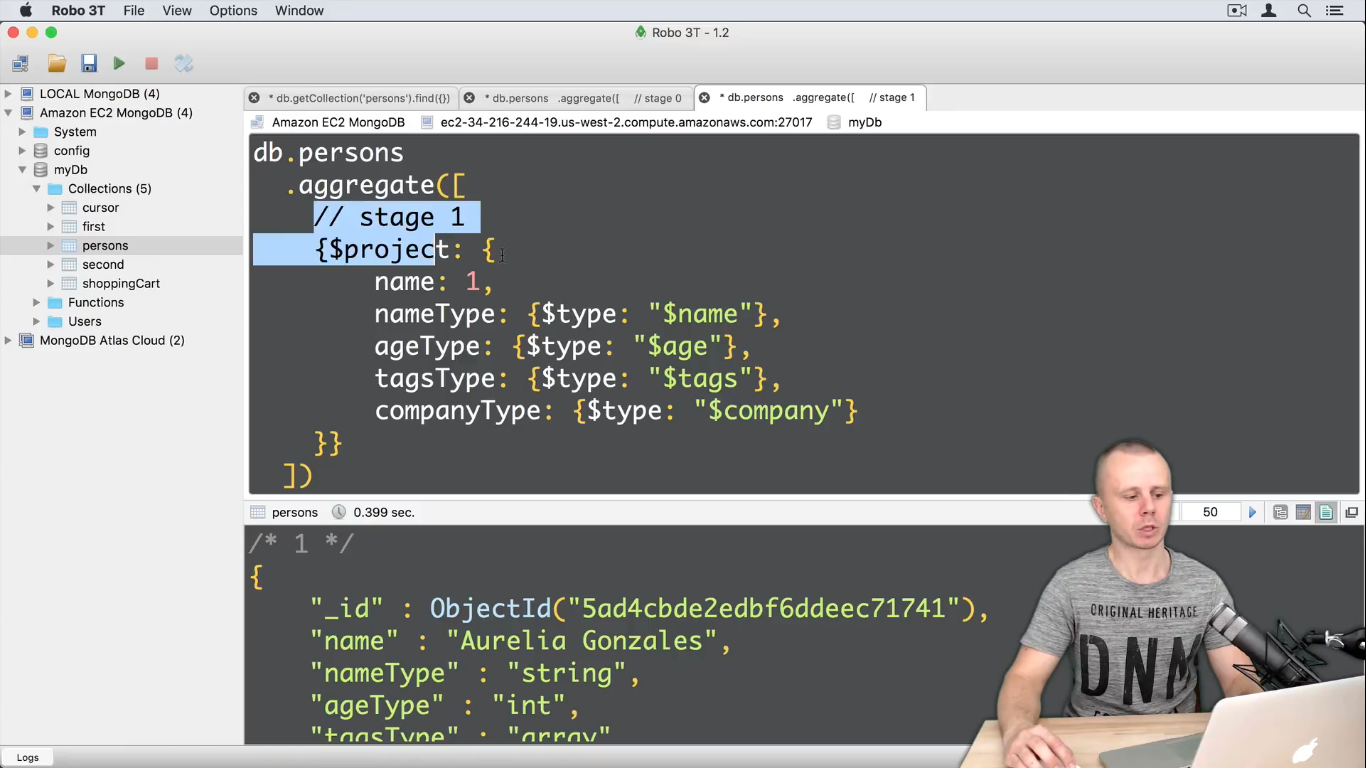 Robo 3T File View Options Window
Robo 3T - 1.2
LOCAL MongoDB (4)
Amazon EC2 MongoDB (4)
System
config
myDb
Collections (5)
cursor
first
persons
second
shoppingCart
Functions
Users
MongoDB Atlas Cloud (2)
* db.getCollection('persons').find({}) * db.persons .aggregate([ // stage 0 * db.persons .aggregate([ // stage 1
Amazon EC2 MongoDB ec2-34-216-244-19.us-west-2.compute.amazonaws.com:27017 myDb
db.persons
.aggregate([
// stage 1
{$project: {
name: 1,
nameType: {$type: "$name"},
ageType: {$type: "$age"},
tagsType: {$type: "$tags"},
companyType: {$type: "$company"}
}}
])
persons 0.399 sec. 50
/* 1 */
{
"_id" : ObjectId("5ad4cbde2edbf6ddeec71741"),
"name" : "Aurelia Gonzales",
"nameType" : "string",
"ageType" : "int",
"tagsType" : "array"
ORIGINAL HERITAGE
DNM
Logs